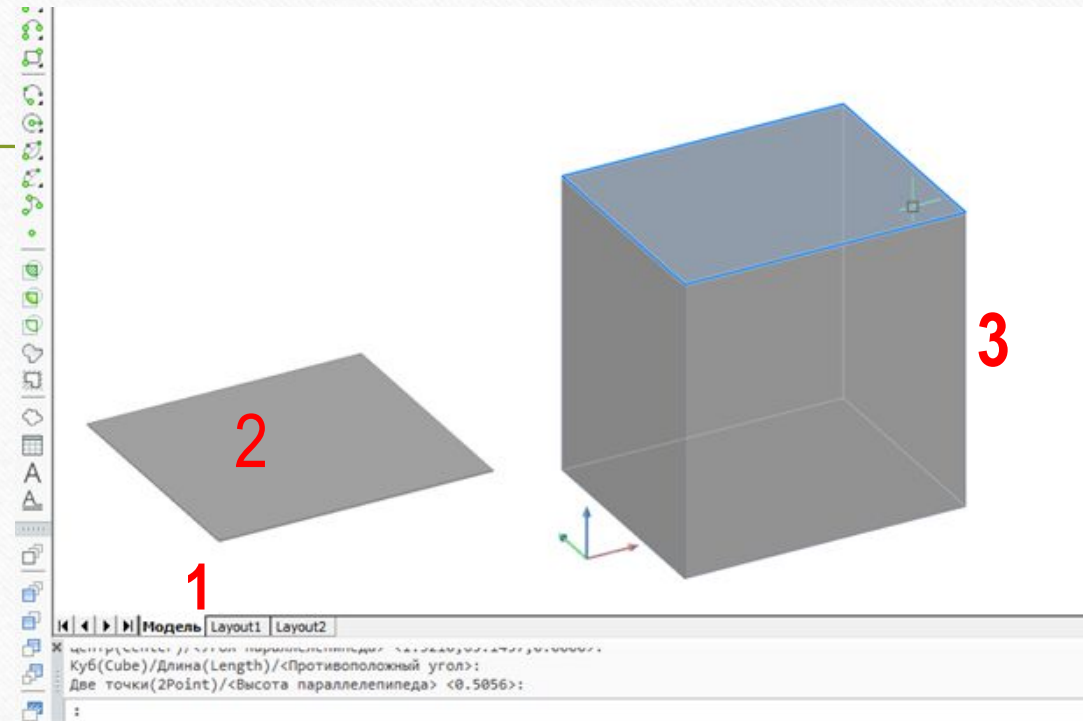 2
3
A
A
1
Модель Layout1 Layout2
Куб(Cube)/Длина(Length)/<Противоположный угол>:
Две точки(2Point)/<Высота параллелепипеда> <0.5056>:
: